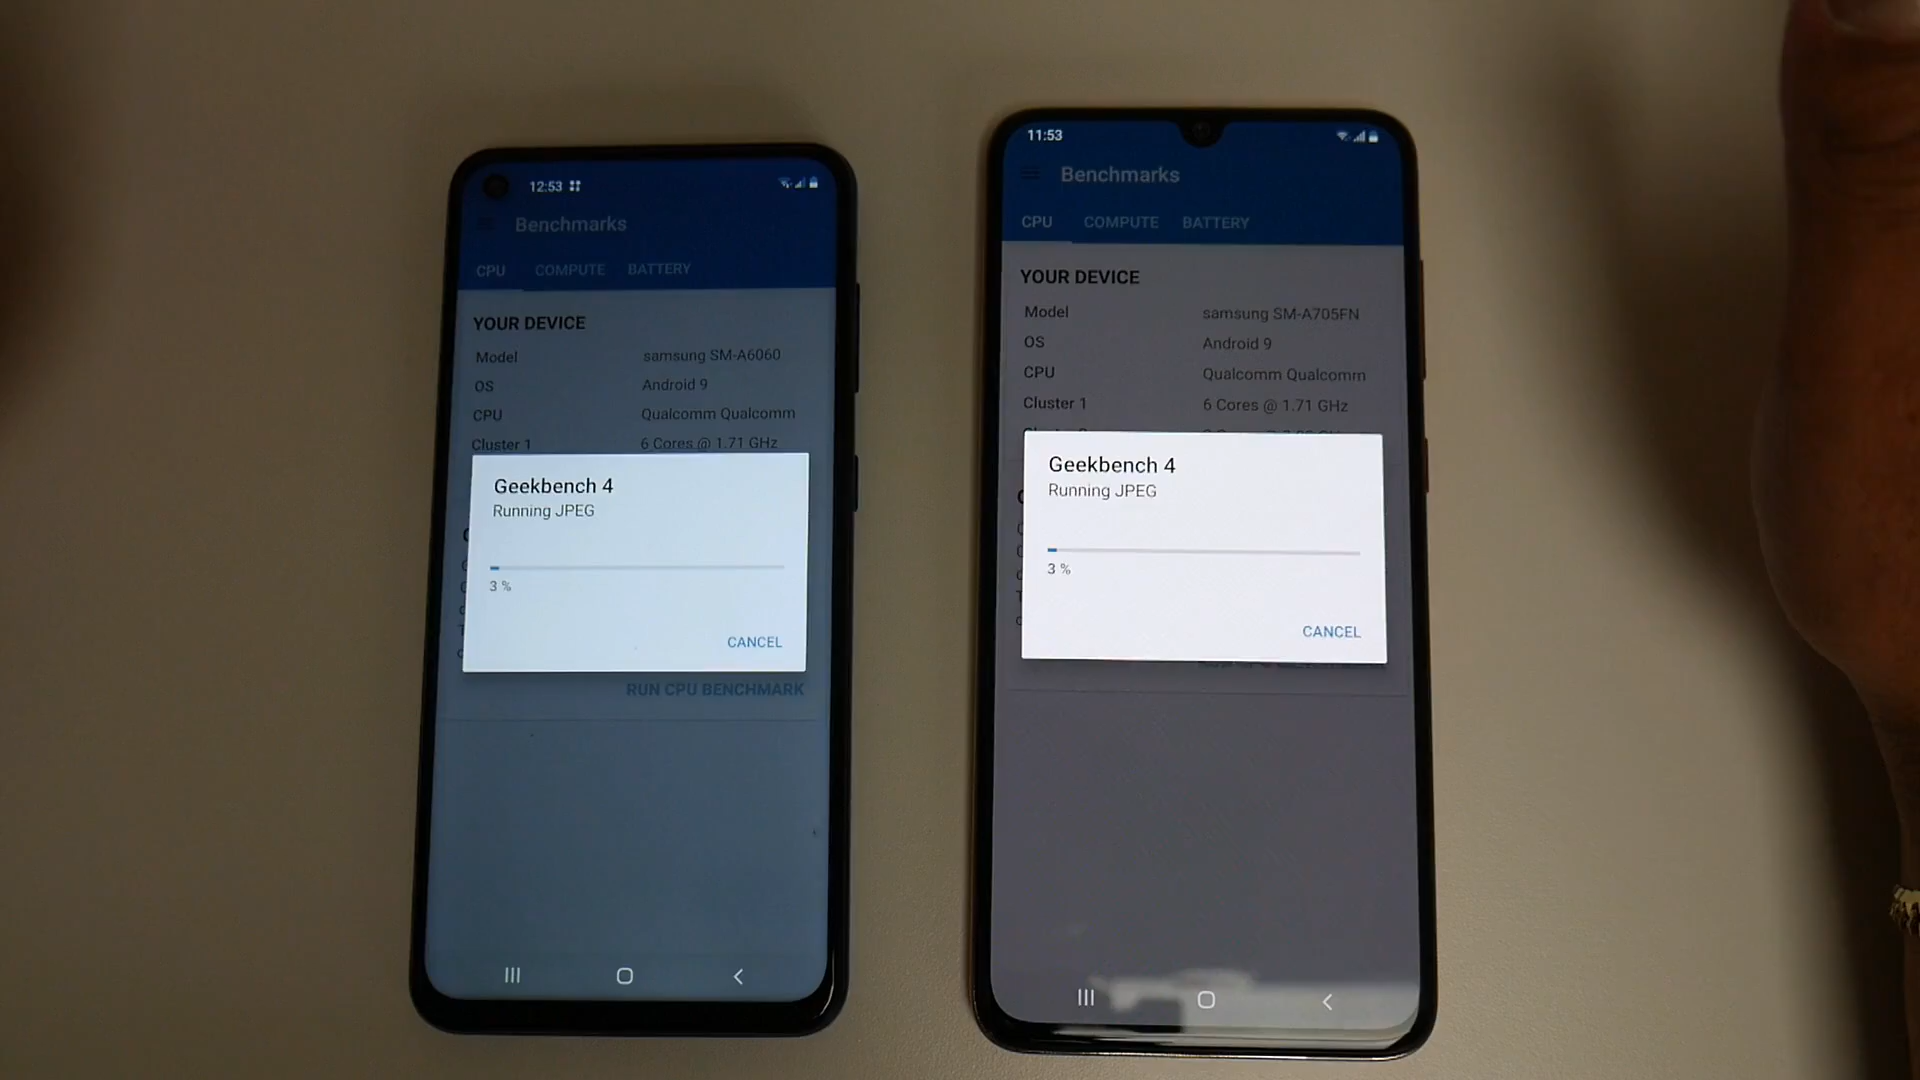 12:53
Benchmarks
CPU COMPUTE BATTERY
YOUR DEVICE
Model samsung SM-A6060
OS Android 9
CPU Qualcomm Qualcomm
Cluster 1 6 Cores @ 1.71 GHz
Geekbench 4
Running JPEG
3 %
CANCEL
RUN CPU BENCHMARK
11:53
Benchmarks
CPU COMPUTE BATTERY
YOUR DEVICE
Model samsung SM-A705FN
OS Android 9
CPU Qualcomm Qualcomm
Cluster 1 6 Cores @ 1.71 GHz
Geekbench 4
Running JPEG
3 %
CANCEL